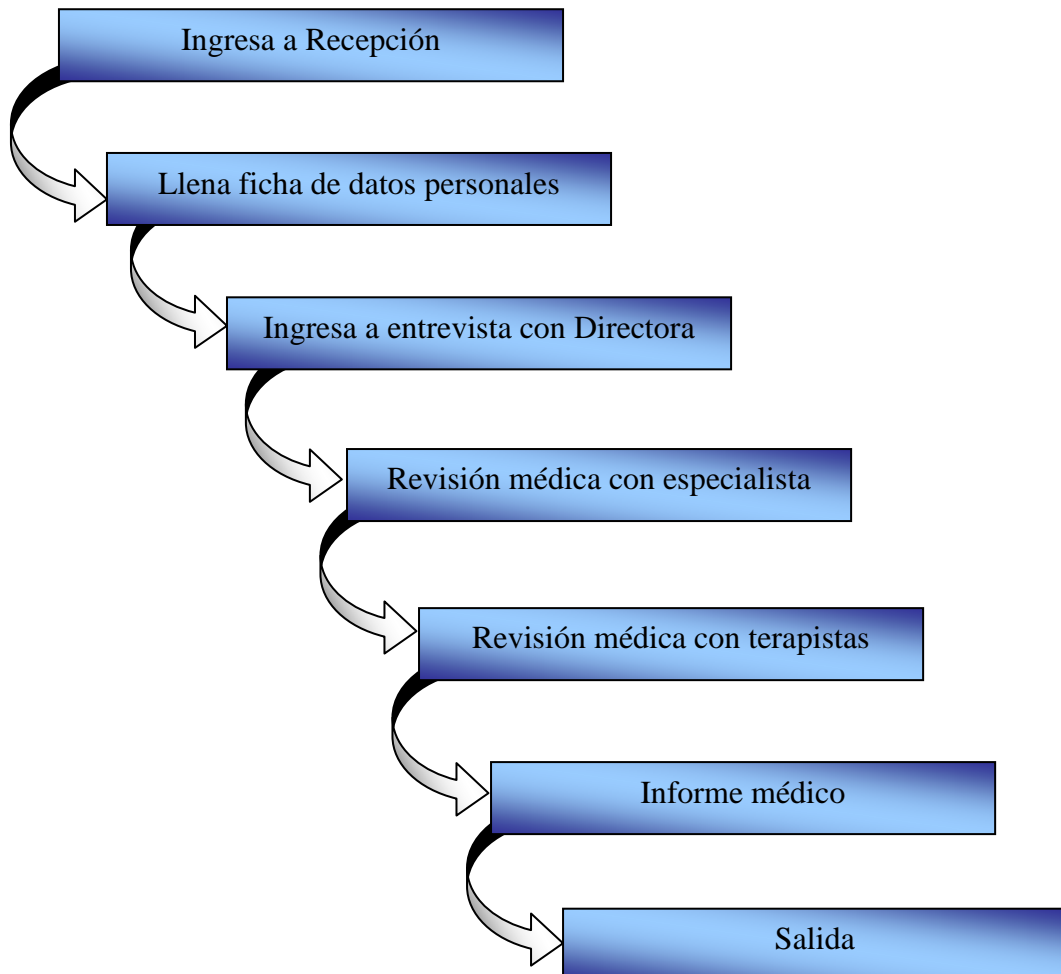 Ingresa a Recepción
Llena ficha de datos personales
Ingresa a entrevista con Directora
Revisión médica con especialista
Revisión médica con terapistas
Informe médico
Salida